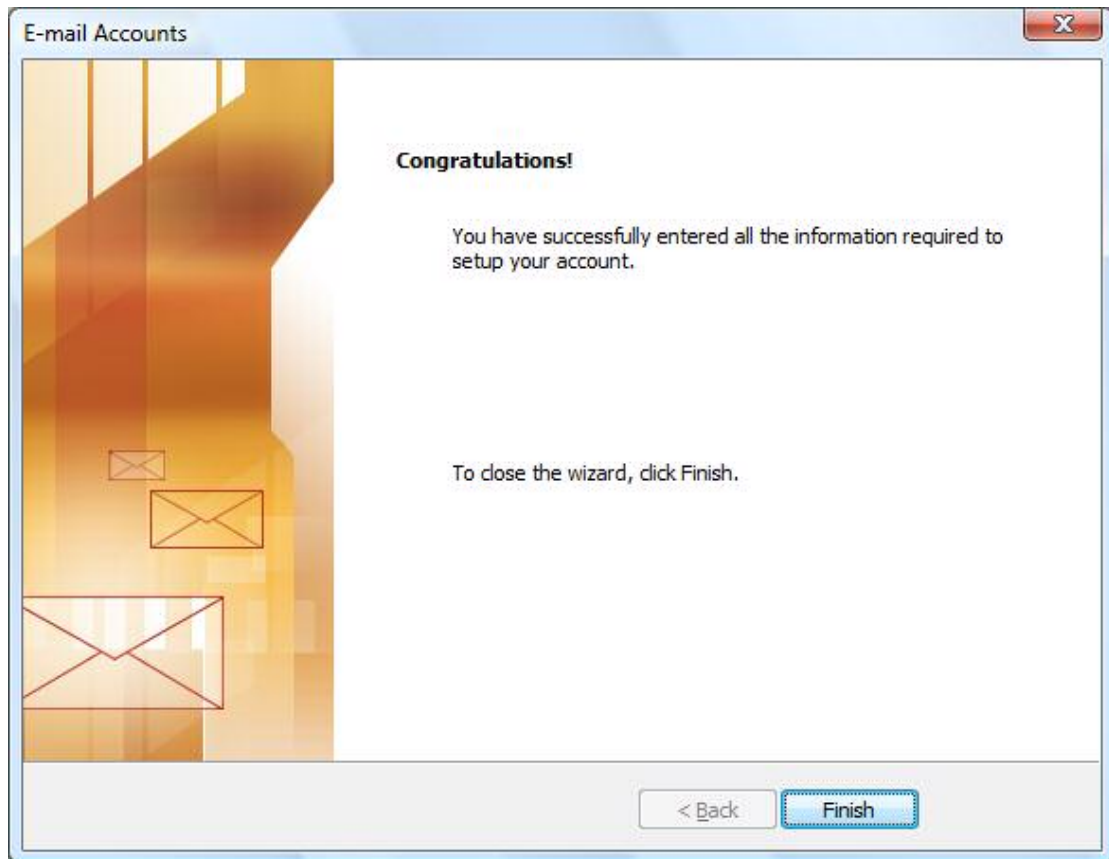 E-mail Accounts
X
Congratulations!
You have successfully entered all the information required to
setup your account.
To close the wizard, click Finish.
< Back
Finish